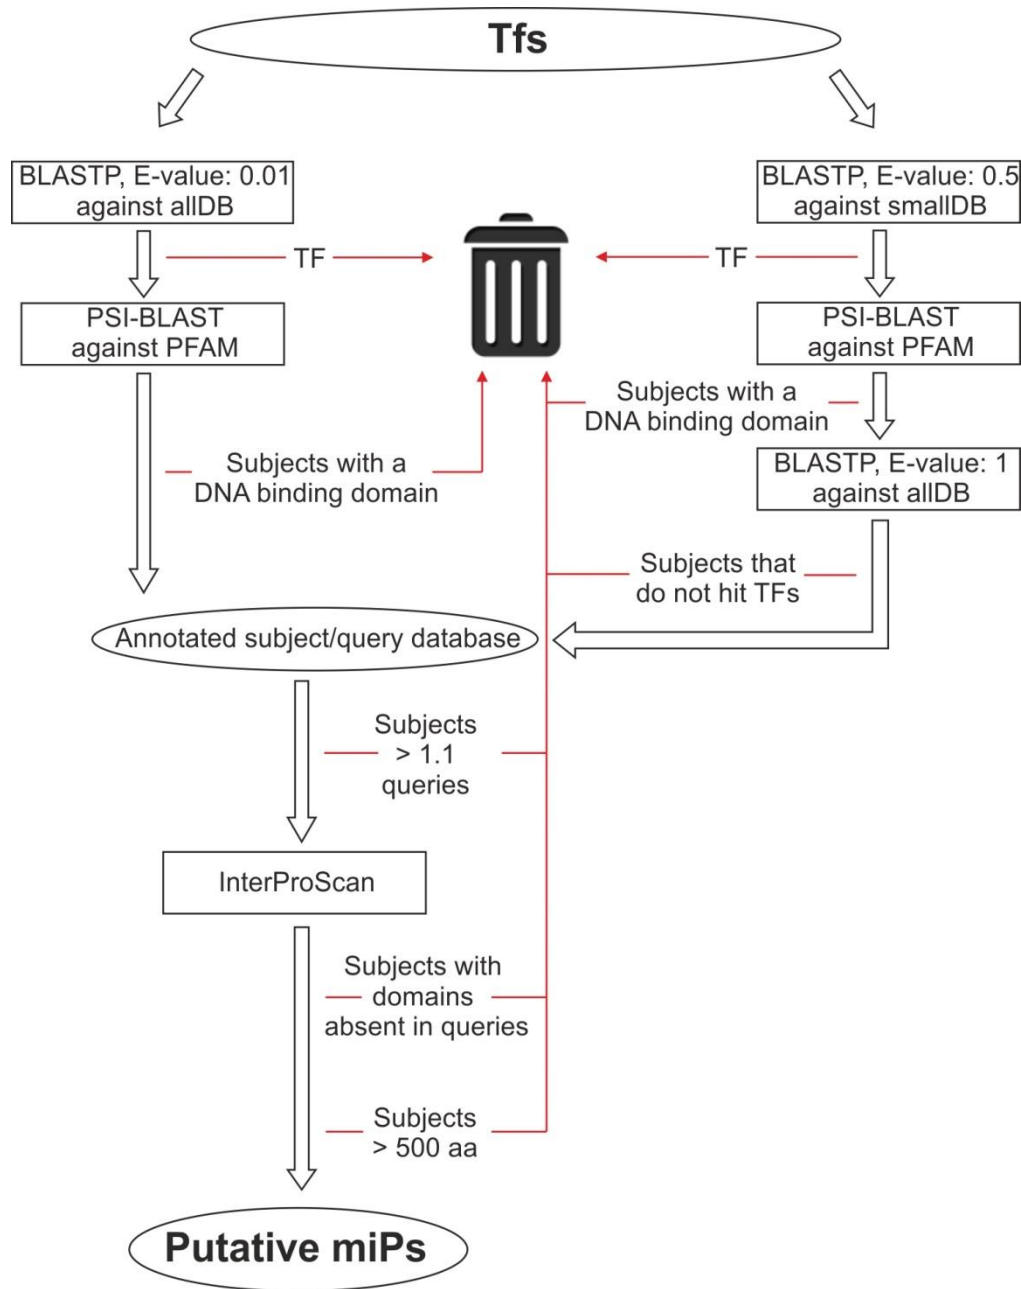 Tfs
BLASTP, E-value: 0.01
against allDB
BLASTP, E-value: 0.5
against smallDB
TF
TF
PSI-BLAST
against PFAM
PSI-BLAST
against PFAM
Subjects with a
DNA binding domain
Subjects with a
DNA binding domain
BLASTP, E-value: 1
against allDB
Subjects that
do not hit TFs
Annotated subject/query database
Subjects
> 1.1
queries
InterProScan
Subjects with
domains
absent in queries
Subjects
> 500 aa
Putative miPs